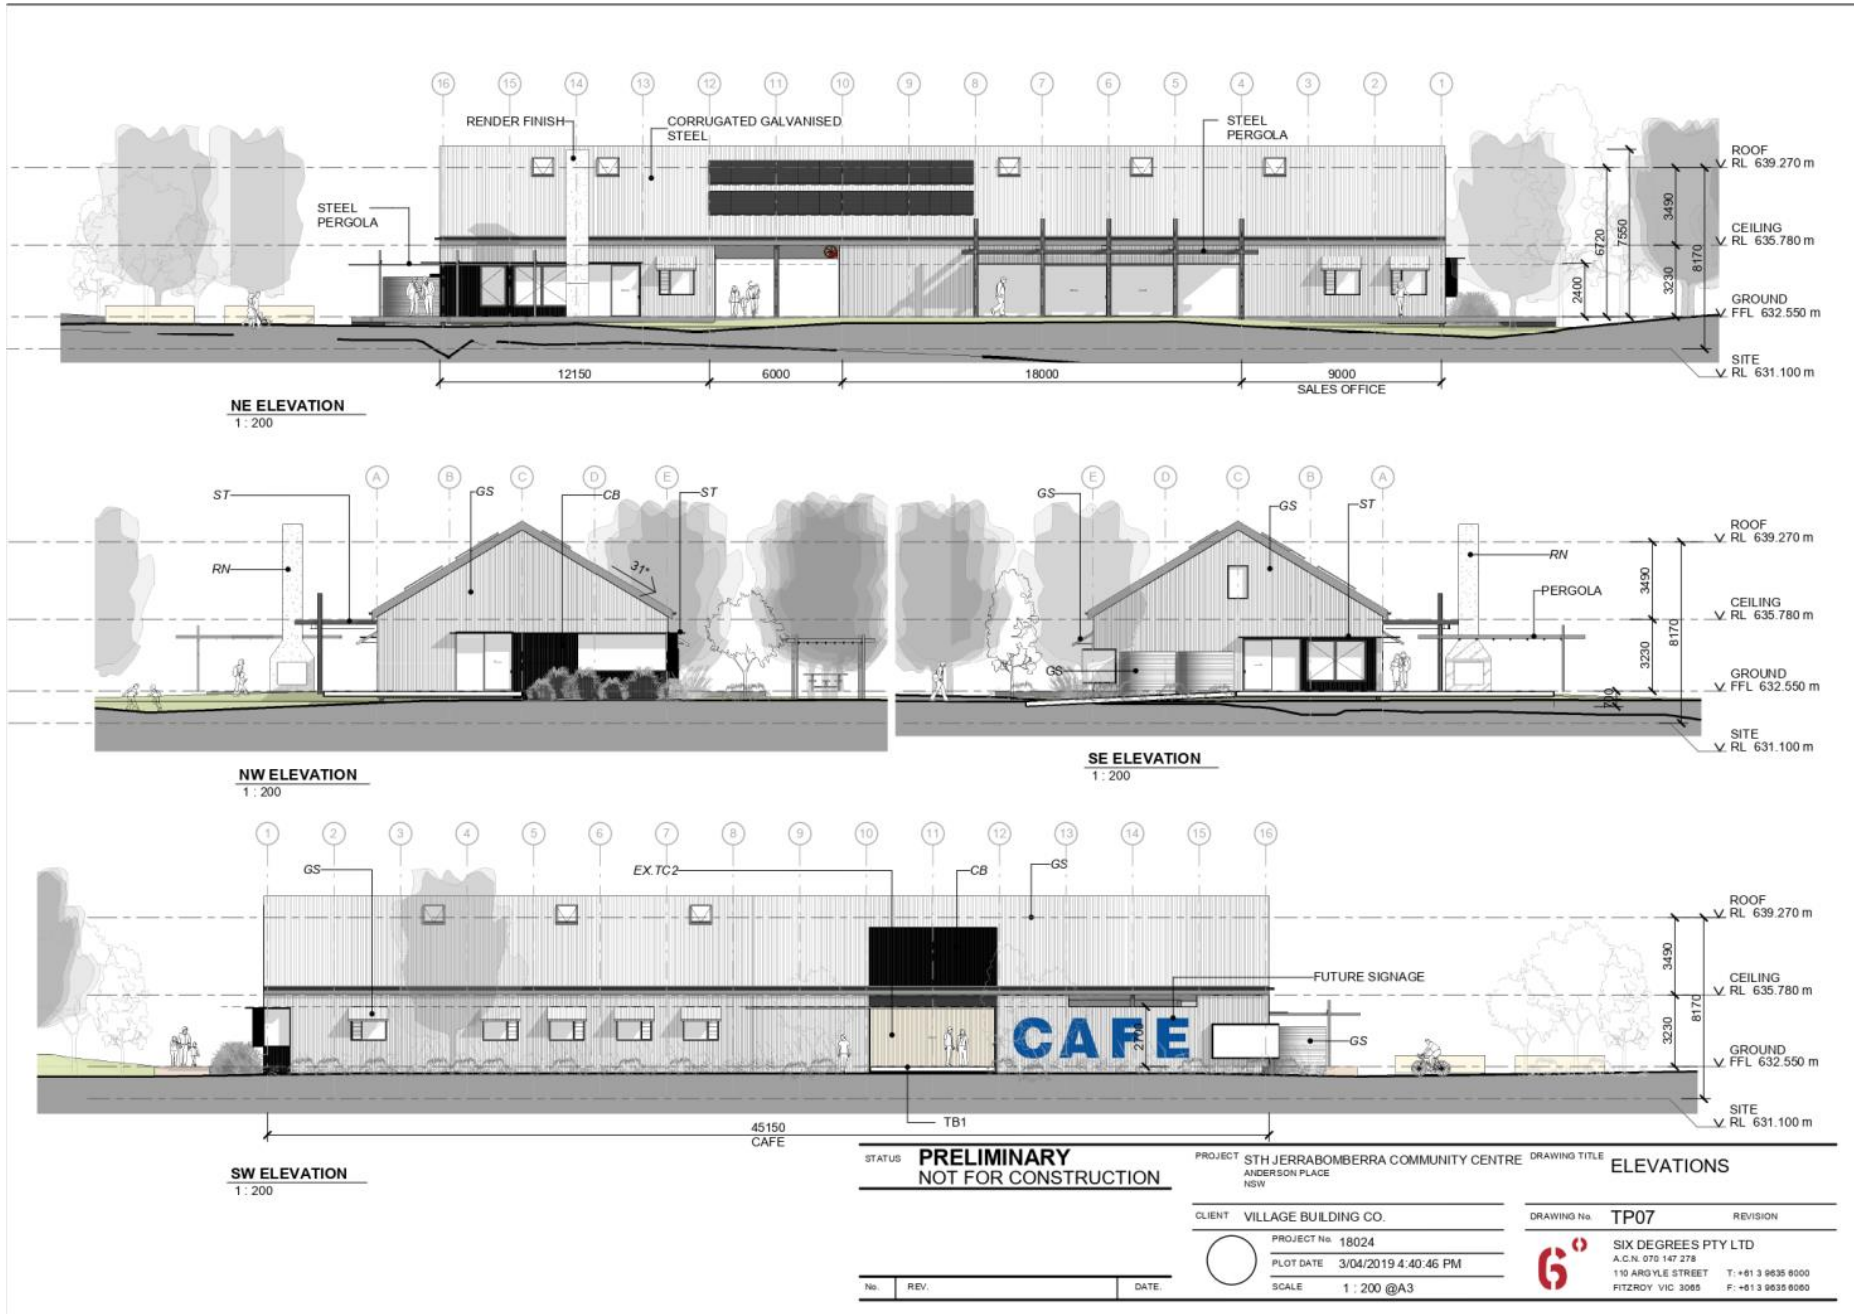 16 15 14 13 12 11 10 9 8 7 6 5 4 3 2 1
RENDER FINISH
CORRUGATED GALVANISED
STEEL
STEEL
PERGOLA
STEEL
PERGOLA
ROOF
RL 639.270 m
CEILING
RL 635.780 m
GROUND
FFL 632.550 m
SITE
RL 631.100 m
2400
6720
7550
3490
3230
8170
12150
6000
18000
9000
SALES OFFICE
NE ELEVATION
1 : 200
A B C D E
ST
GS
CB
ST
RN
31°
NW ELEVATION
1 : 200
E D C B A
GS
GS
ST
RN
PERGOLA
GS
ROOF
RL 639.270 m
CEILING
RL 635.780 m
GROUND
FFL 632.550 m
SITE
RL 631.100 m
3490
3230
8170
SE ELEVATION
1 : 200
1 2 3 4 5 6 7 8 9 10 11 12 13 14 15 16
GS
EX.TC2
CB
GS
FUTURE SIGNAGE
CAFE
2700
GS
TB1
ROOF
RL 639.270 m
CEILING
RL 635.780 m
GROUND
FFL 632.550 m
SITE
RL 631.100 m
3490
3230
8170
45150
CAFE
SW ELEVATION
1 : 200
STATUS PRELIMINARY
NOT FOR CONSTRUCTION
No. REV. DATE.
PROJECT STH JERRABOMBERRA COMMUNITY CENTRE
ANDERSON PLACE
NSW
CLIENT VILLAGE BUILDING CO.
PROJECT No. 18024
PLOT DATE 3/04/2019 4:40:46 PM
SCALE 1 : 200 @A3
DRAWING TITLE ELEVATIONS
DRAWING No. TP07 REVISION
6°
SIX DEGREES PTY LTD
A.C.N. 070 147 278
110 ARGYLE STREET T: +61 3 9635 6000
FITZROY VIC 3065 F: +61 3 9635 6060